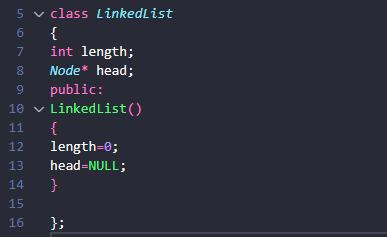 5 class LinkedList
6 {
7 int length;
8 Node* head;
9 public:
10 LinkedList()
11 {
12 length=0;
13 head=NULL;
14 }
15
16 };